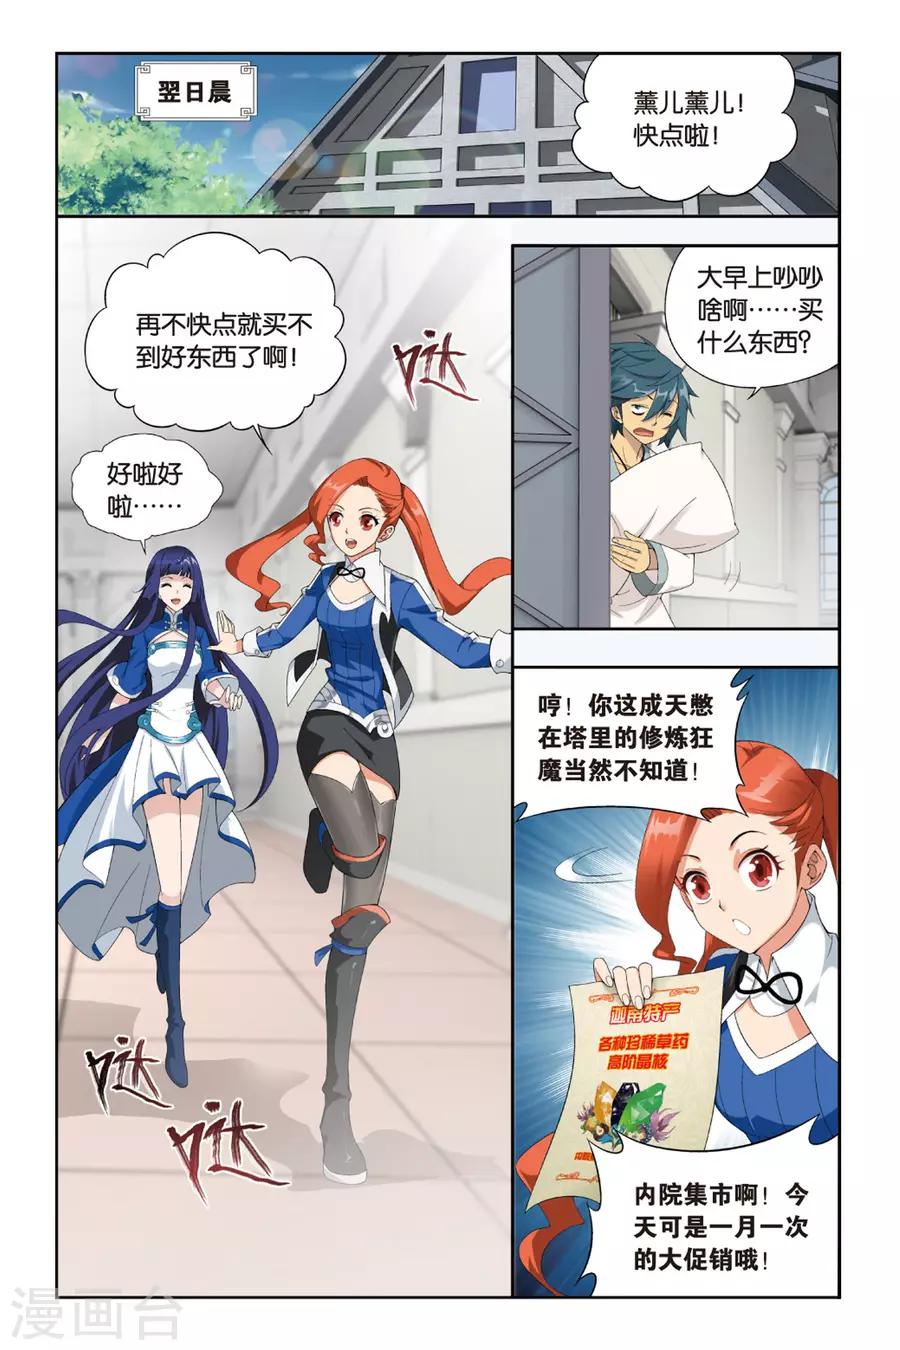 翌日晨
薰儿薰儿！
快点啦！
再不快点就买不
到好东西了啊！
哒
好啦好
啦……
大早上吵吵
啥啊……买
什么东西？
哼！你这成天憋
在塔里的修炼狂
魔当然不知道！
各种珍稀草药
高阶晶核
内院集市啊！今
天可是一月一次
的大促销哦！
哒
哒
漫画台